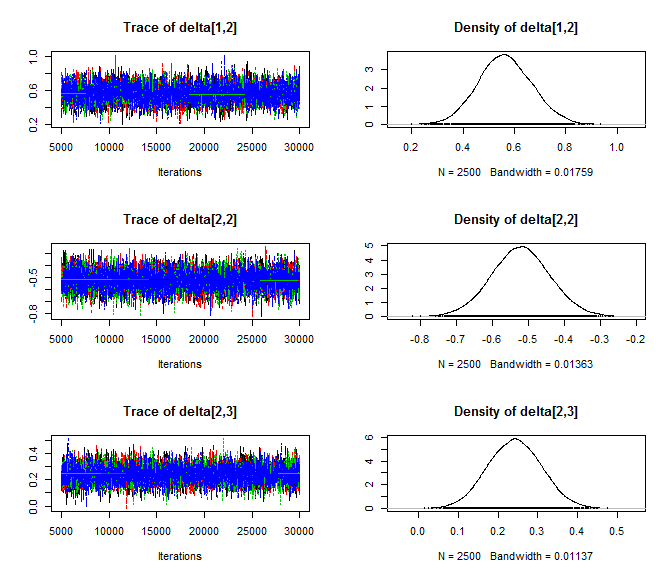 Trace of delta[1,2]
Density of delta[1,2]
0.2 0.6 1.0
5000 10000 15000 20000 25000 30000
Iterations
0 1 2 3
0.2 0.4 0.6 0.8 1.0
N = 2500 Bandwidth = 0.01759
Trace of delta[2,2]
Density of delta[2,2]
-0.8 -0.5
5000 10000 15000 20000 25000 30000
Iterations
0 1 2 3 4 5
-0.8 -0.7 -0.6 -0.5 -0.4 -0.3 -0.2
N = 2500 Bandwidth = 0.01363
Trace of delta[2,3]
Density of delta[2,3]
0.0 0.2 0.4
5000 10000 15000 20000 25000 30000
Iterations
0 2 4 6
0.0 0.1 0.2 0.3 0.4 0.5
N = 2500 Bandwidth = 0.01137